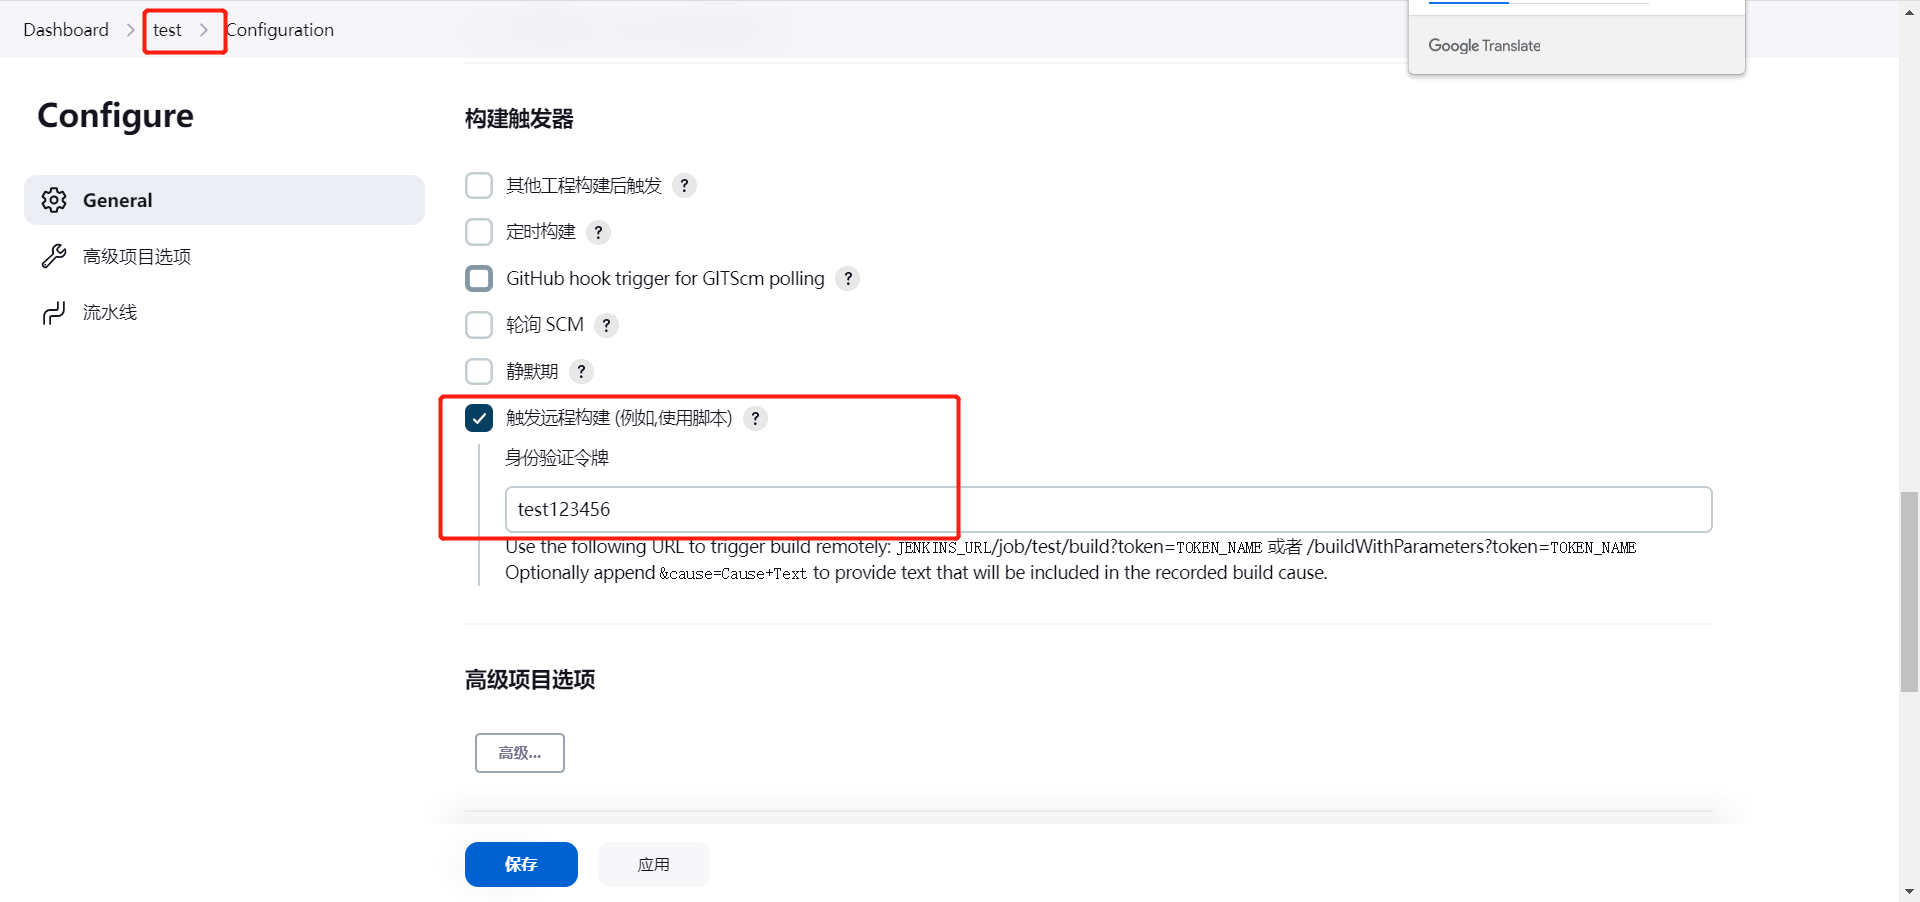 Dashboard > test > Configuration
Google Translate
Configure
General
高级项目选项
流水线
构建触发器
其他工程构建后触发 ?
定时构建 ?
GitHub hook trigger for GITScm polling ?
轮询 SCM ?
静默期 ?
触发远程构建 (例如,使用脚本) ?
身份验证令牌
test123456
Use the following URL to trigger build remotely: JENKINS_URL/job/test/build?token=TOKEN_NAME 或者 /buildWithParameters?token=TOKEN_NAME
Optionally append &cause=Cause+Text to provide text that will be included in the recorded build cause.
高级项目选项
高级...
保存
应用